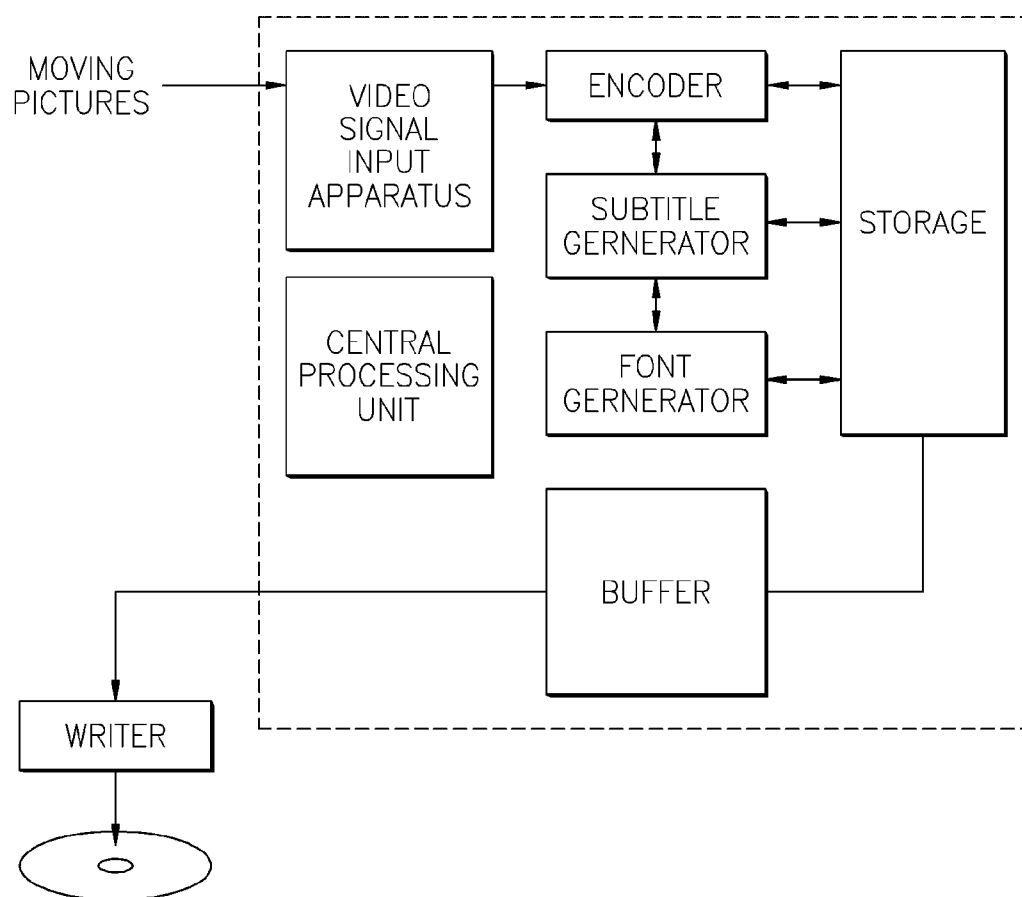 MOVING
PICTURES
VIDEO
SIGNAL
INPUT
APPARATUS
ENCODER
SUBTITLE
GERNERATOR
STORAGE
CENTRAL
PROCESSING
UNIT
FONT
GERNERATOR
BUFFER
WRITER